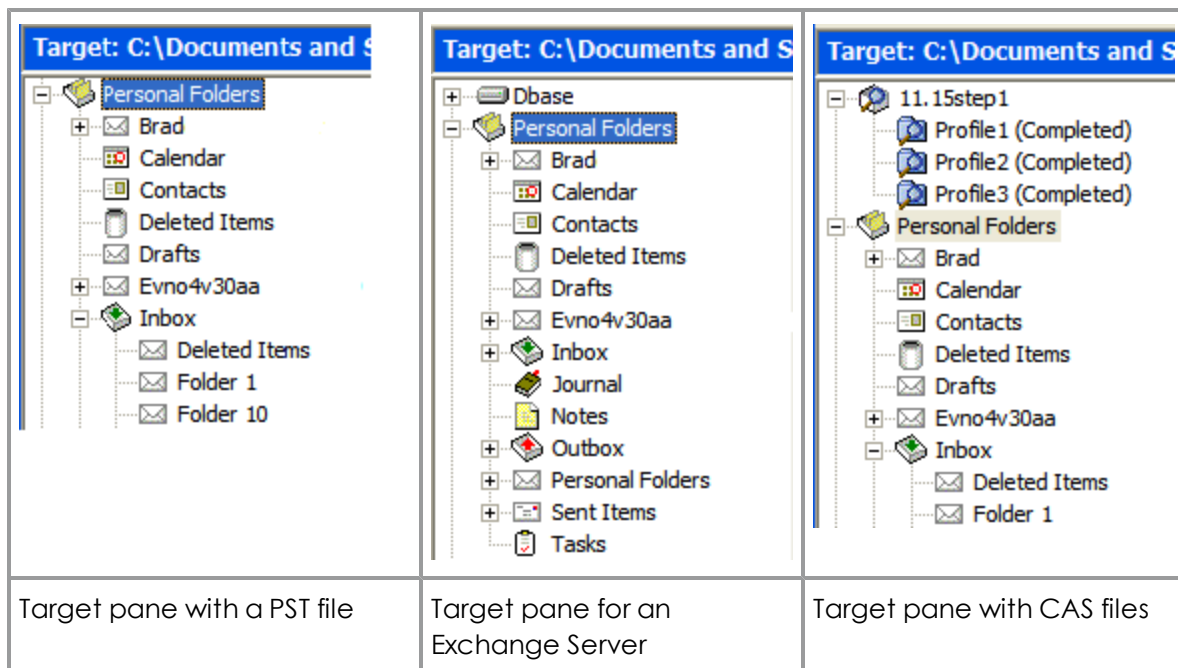 Target: C:\Documents and S
Personal Folders
Brad
Calendar
Contacts
Deleted Items
Drafts
Evno4v30aa
Inbox
Deleted Items
Folder 1
Folder 10
Target pane with a PST file
Target: C:\Documents and S
Dbase
Personal Folders
Brad
Calendar
Contacts
Deleted Items
Drafts
Evno4v30aa
Inbox
Journal
Notes
Outbox
Personal Folders
Sent Items
Tasks
Target pane for an
Exchange Server
Target: C:\Documents and S
11.15step1
Profile1 (Completed)
Profile2 (Completed)
Profile3 (Completed)
Personal Folders
Brad
Calendar
Contacts
Deleted Items
Drafts
Evno4v30aa
Inbox
Deleted Items
Folder 1
Target pane with CAS files